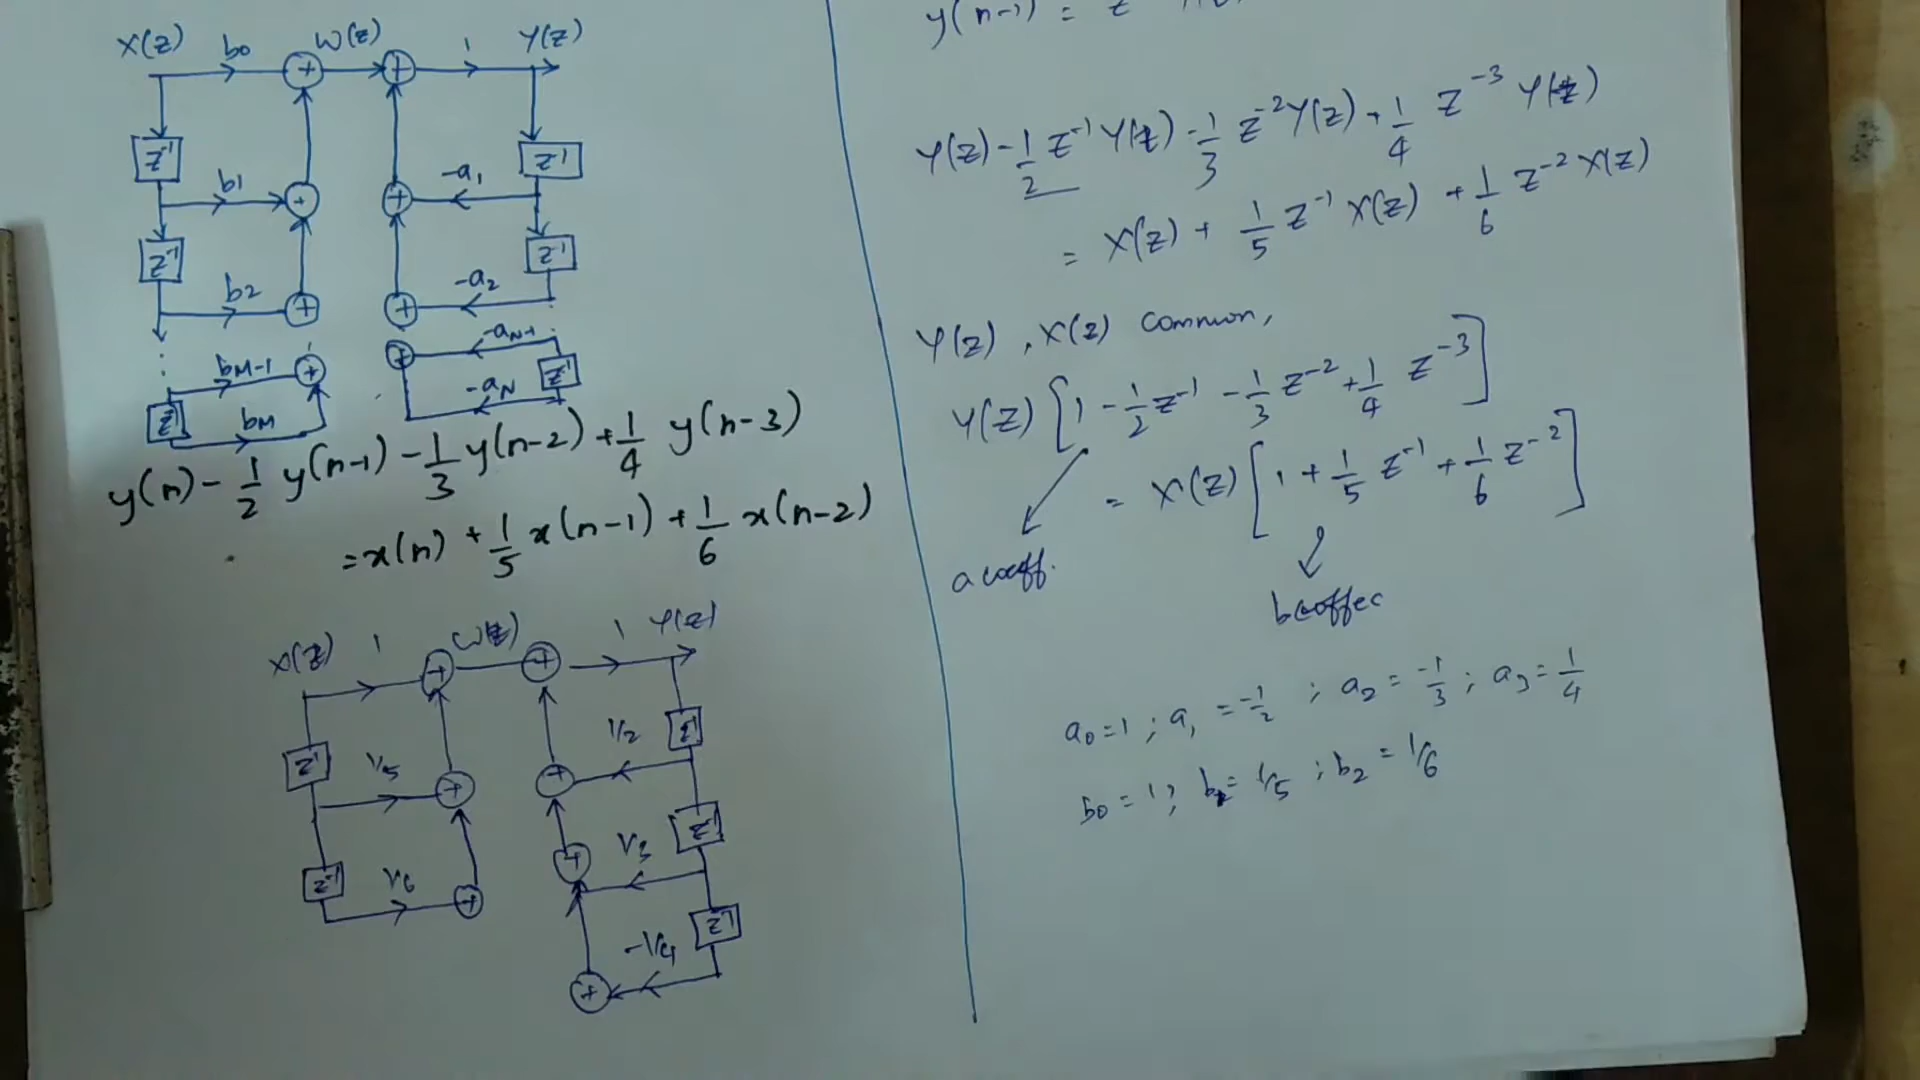 X(z) b0 W(z) 1 Y(z)
z⁻¹ b1 -a1 z⁻¹
z⁻¹ b2 -a2 z⁻¹
bM-1 -aN-1
z⁻¹ bM -aN z⁻¹
y(n) - 1/2 y(n-1) - 1/3 y(n-2) + 1/4 y(n-3)
= x(n) + 1/5 x(n-1) + 1/6 x(n-2)
X(z) 1 W(z) 1 Y(z)
z⁻¹ 1/5 1/2 z⁻¹
z⁻¹ 1/6 1/3 z⁻¹
-1/4 z⁻¹
y(n-1) = z
Y(z) - 1/2 z⁻¹ Y(z) - 1/3 z⁻² Y(z) + 1/4 z⁻³ Y(z)
= X(z) + 1/5 z⁻¹ X(z) + 1/6 z⁻² X(z)
Y(z), X(z) common,
Y(z) [1 - 1/2 z⁻¹ - 1/3 z⁻² + 1/4 z⁻³]
= X(z) [1 + 1/5 z⁻¹ + 1/6 z⁻²]
a coeff.
b coffec
a0 = 1; a1 = -1/2; a2 = -1/3; a3 = 1/4
b0 = 1; b1 = 1/5; b2 = 1/6